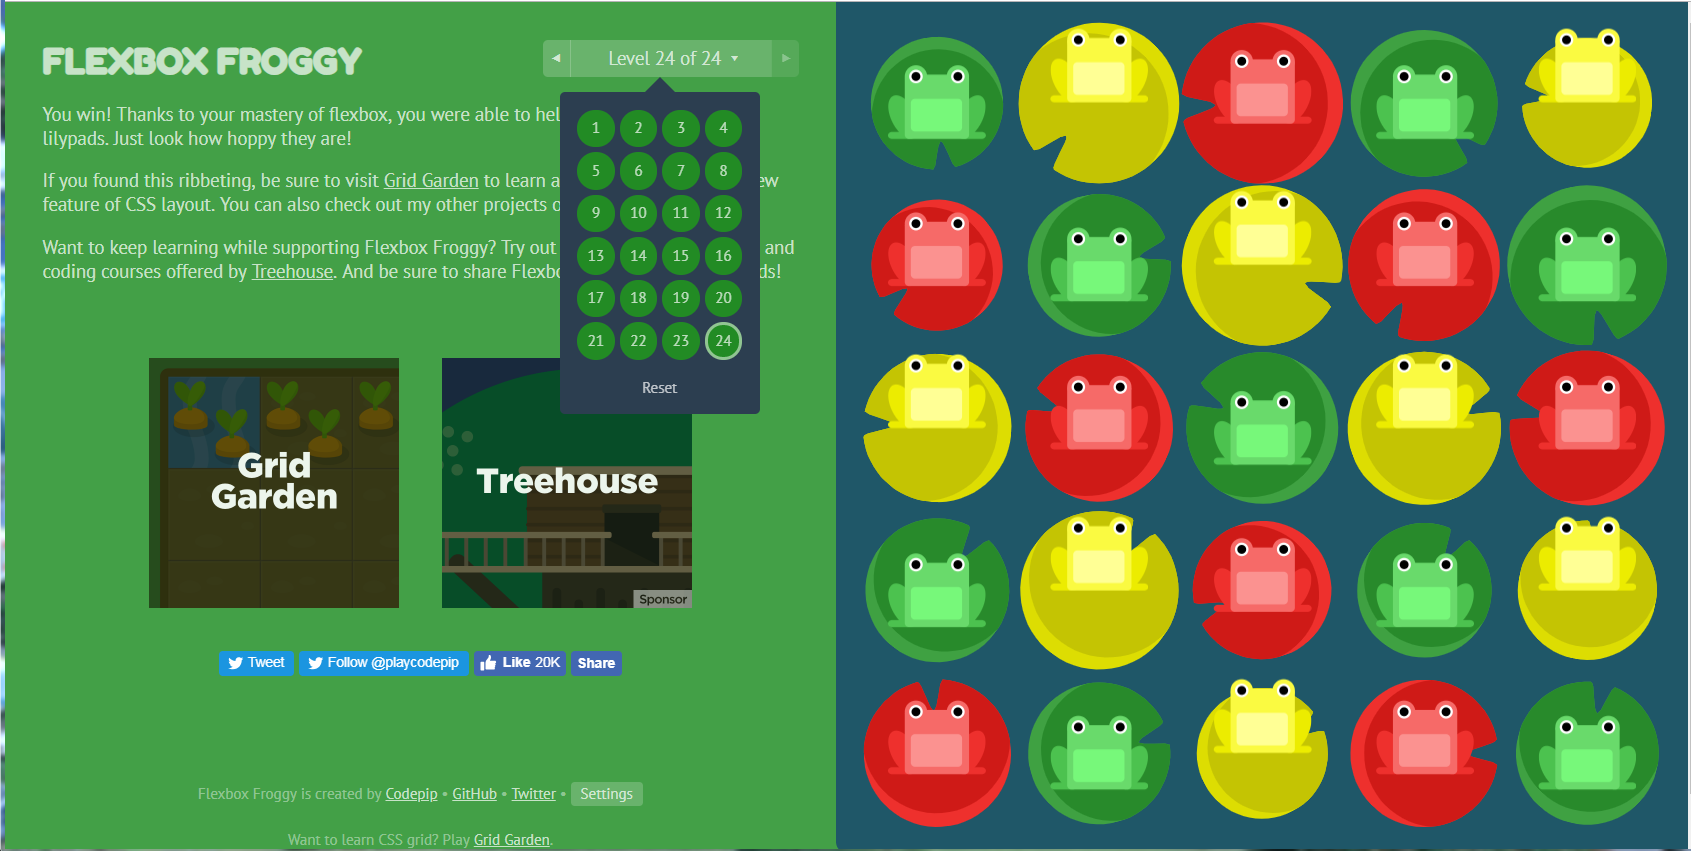 FLEXBOX FROGGY
◀ Level 24 of 24 ▼ ▶
You win! Thanks to your mastery of flexbox, you were able to hel
lilypads. Just look how hoppy they are!
If you found this ribbeting, be sure to visit Grid Garden to learn a ew
feature of CSS layout. You can also check out my other projects o
Want to keep learning while supporting Flexbox Froggy? Try out and
coding courses offered by Treehouse. And be sure to share Flexbo ds!
1 2 3 4
5 6 7 8
9 10 11 12
13 14 15 16
17 18 19 20
21 22 23 24
Reset
Grid
Garden
Treehouse
Sponsor
Tweet Follow @playcodepip Like 20K Share
Flexbox Froggy is created by Codepip • GitHub • Twitter • Settings
Want to learn CSS grid? Play Grid Garden.